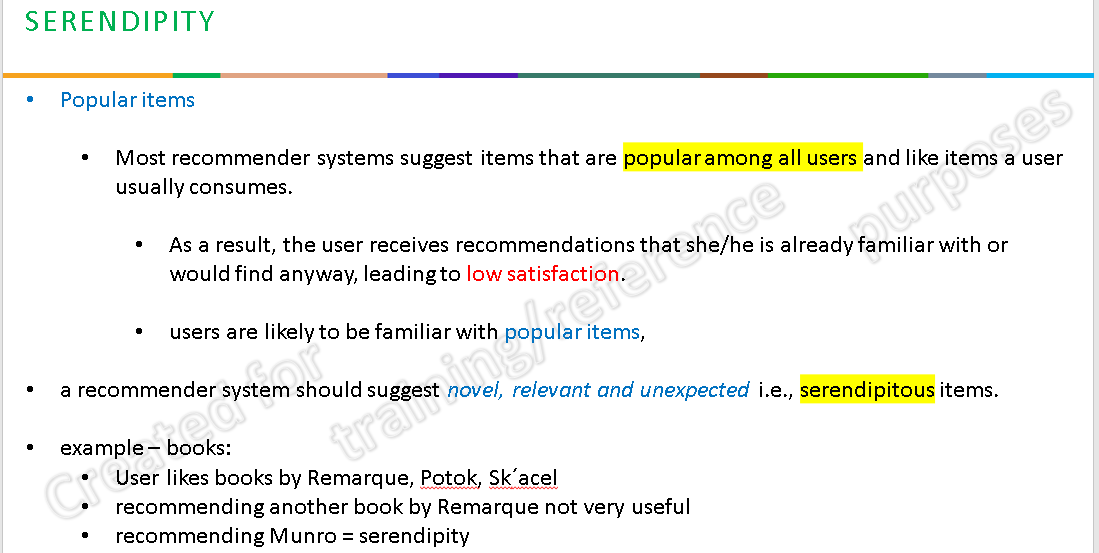 SERENDIPITY
• Popular items
• Most recommender systems suggest items that are popular among all users and like items a user
usually consumes.
• As a result, the user receives recommendations that she/he is already familiar with or
would find anyway, leading to low satisfaction.
• users are likely to be familiar with popular items,
• a recommender system should suggest novel, relevant and unexpected i.e., serendipitous items.
• example – books:
• User likes books by Remarque, Potok, Sk´acel
• recommending another book by Remarque not very useful
• recommending Munro = serendipity
Created for training/reference purposes